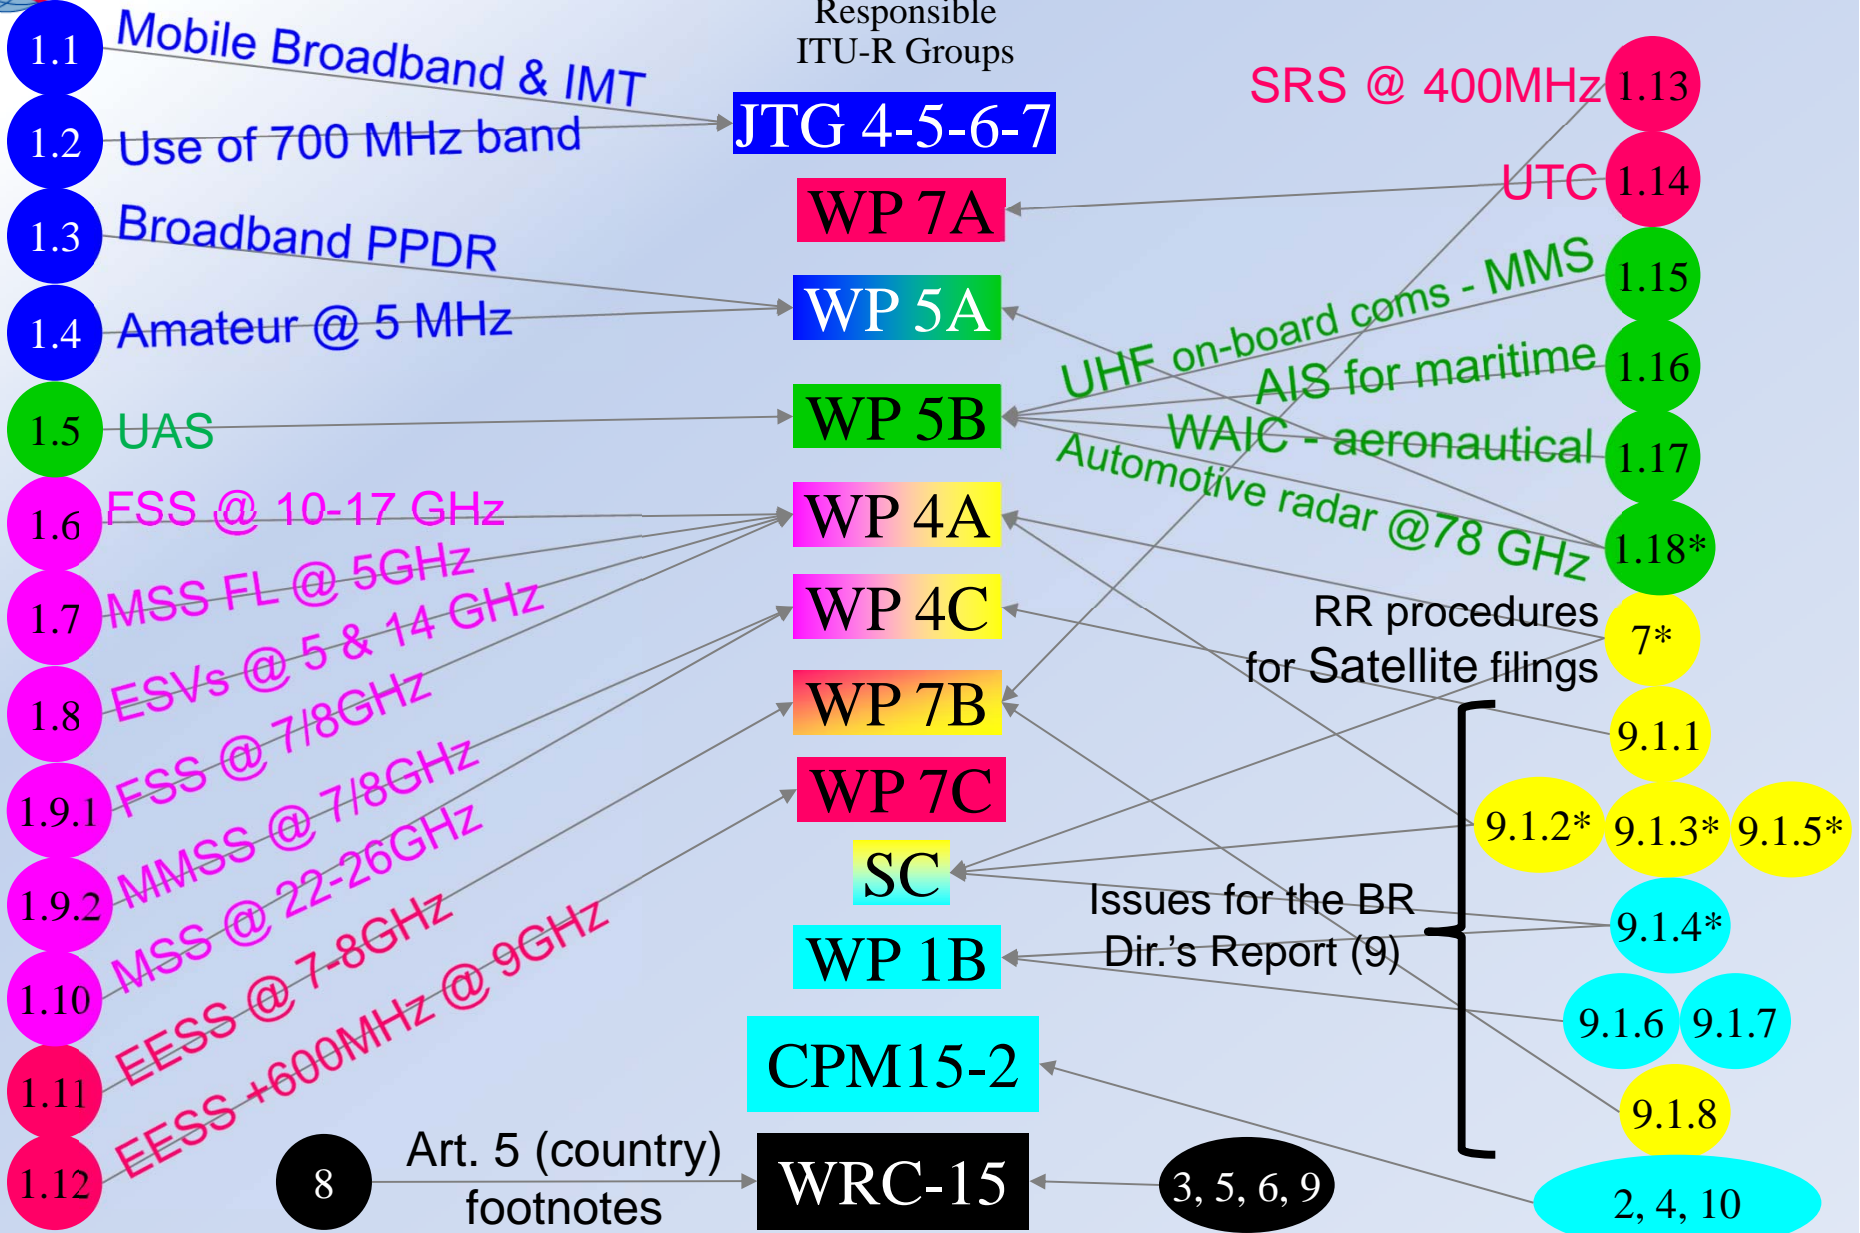 Responsible
ITU-R Groups
1.1 Mobile Broadband & IMT
1.2 Use of 700 MHz band
1.3 Broadband PPDR
1.4 Amateur @ 5 MHz
1.5 UAS
1.6 FSS @ 10-17 GHz
1.7 MSS FL @ 5GHz
1.8 ESVs @ 5 & 14 GHz
1.9.1 FSS @ 7/8GHz
1.9.2 MMSS @ 7/8GHz
1.10 MSS @ 22-26GHz
1.11 EESS @ 7-8GHz
1.12 EESS +600MHz @ 9GHz
JTG 4-5-6-7
WP 7A
WP 5A
WP 5B
WP 4A
WP 4C
WP 7B
WP 7C
SC
WP 1B
CPM15-2
WRC-15
8
Art. 5 (country)
footnotes
3, 5, 6, 9
SRS @ 400MHz 1.13
UTC 1.14
UHF on-board coms - MMS 1.15
AIS for maritime 1.16
WAIC - aeronautical 1.17
Automotive radar @78 GHz 1.18*
RR procedures
for Satellite filings
7*
9.1.1
9.1.2* 9.1.3* 9.1.5*
Issues for the BR
Dir.'s Report (9)
9.1.4*
9.1.6 9.1.7
9.1.8
2, 4, 10